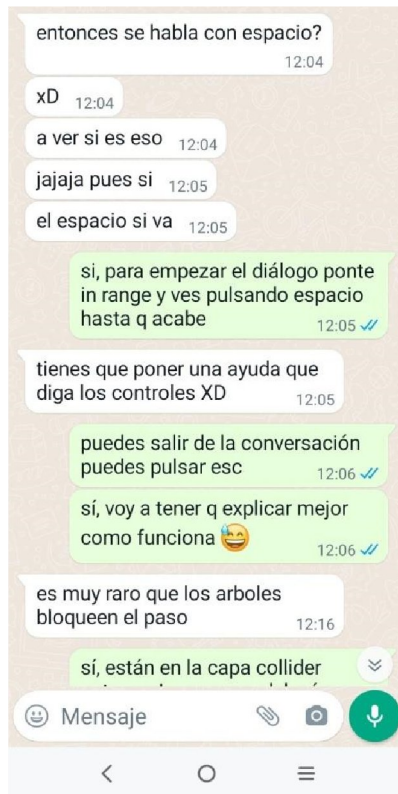 entonces se habla con espacio?
12:04
xD 12:04
a ver si es eso 12:04
jajaja pues si 12:05
el espacio si va 12:05
si, para empezar el diálogo ponte
in range y ves pulsando espacio
hasta q acabe 12:05
tienes que poner una ayuda que
diga los controles XD 12:05
puedes salir de la conversación
puedes pulsar esc 12:06
sí, voy a tener q explicar mejor
como funciona 😅 12:06
es muy raro que los arboles
bloqueen el paso 12:16
sí, están en la capa collider
Mensaje